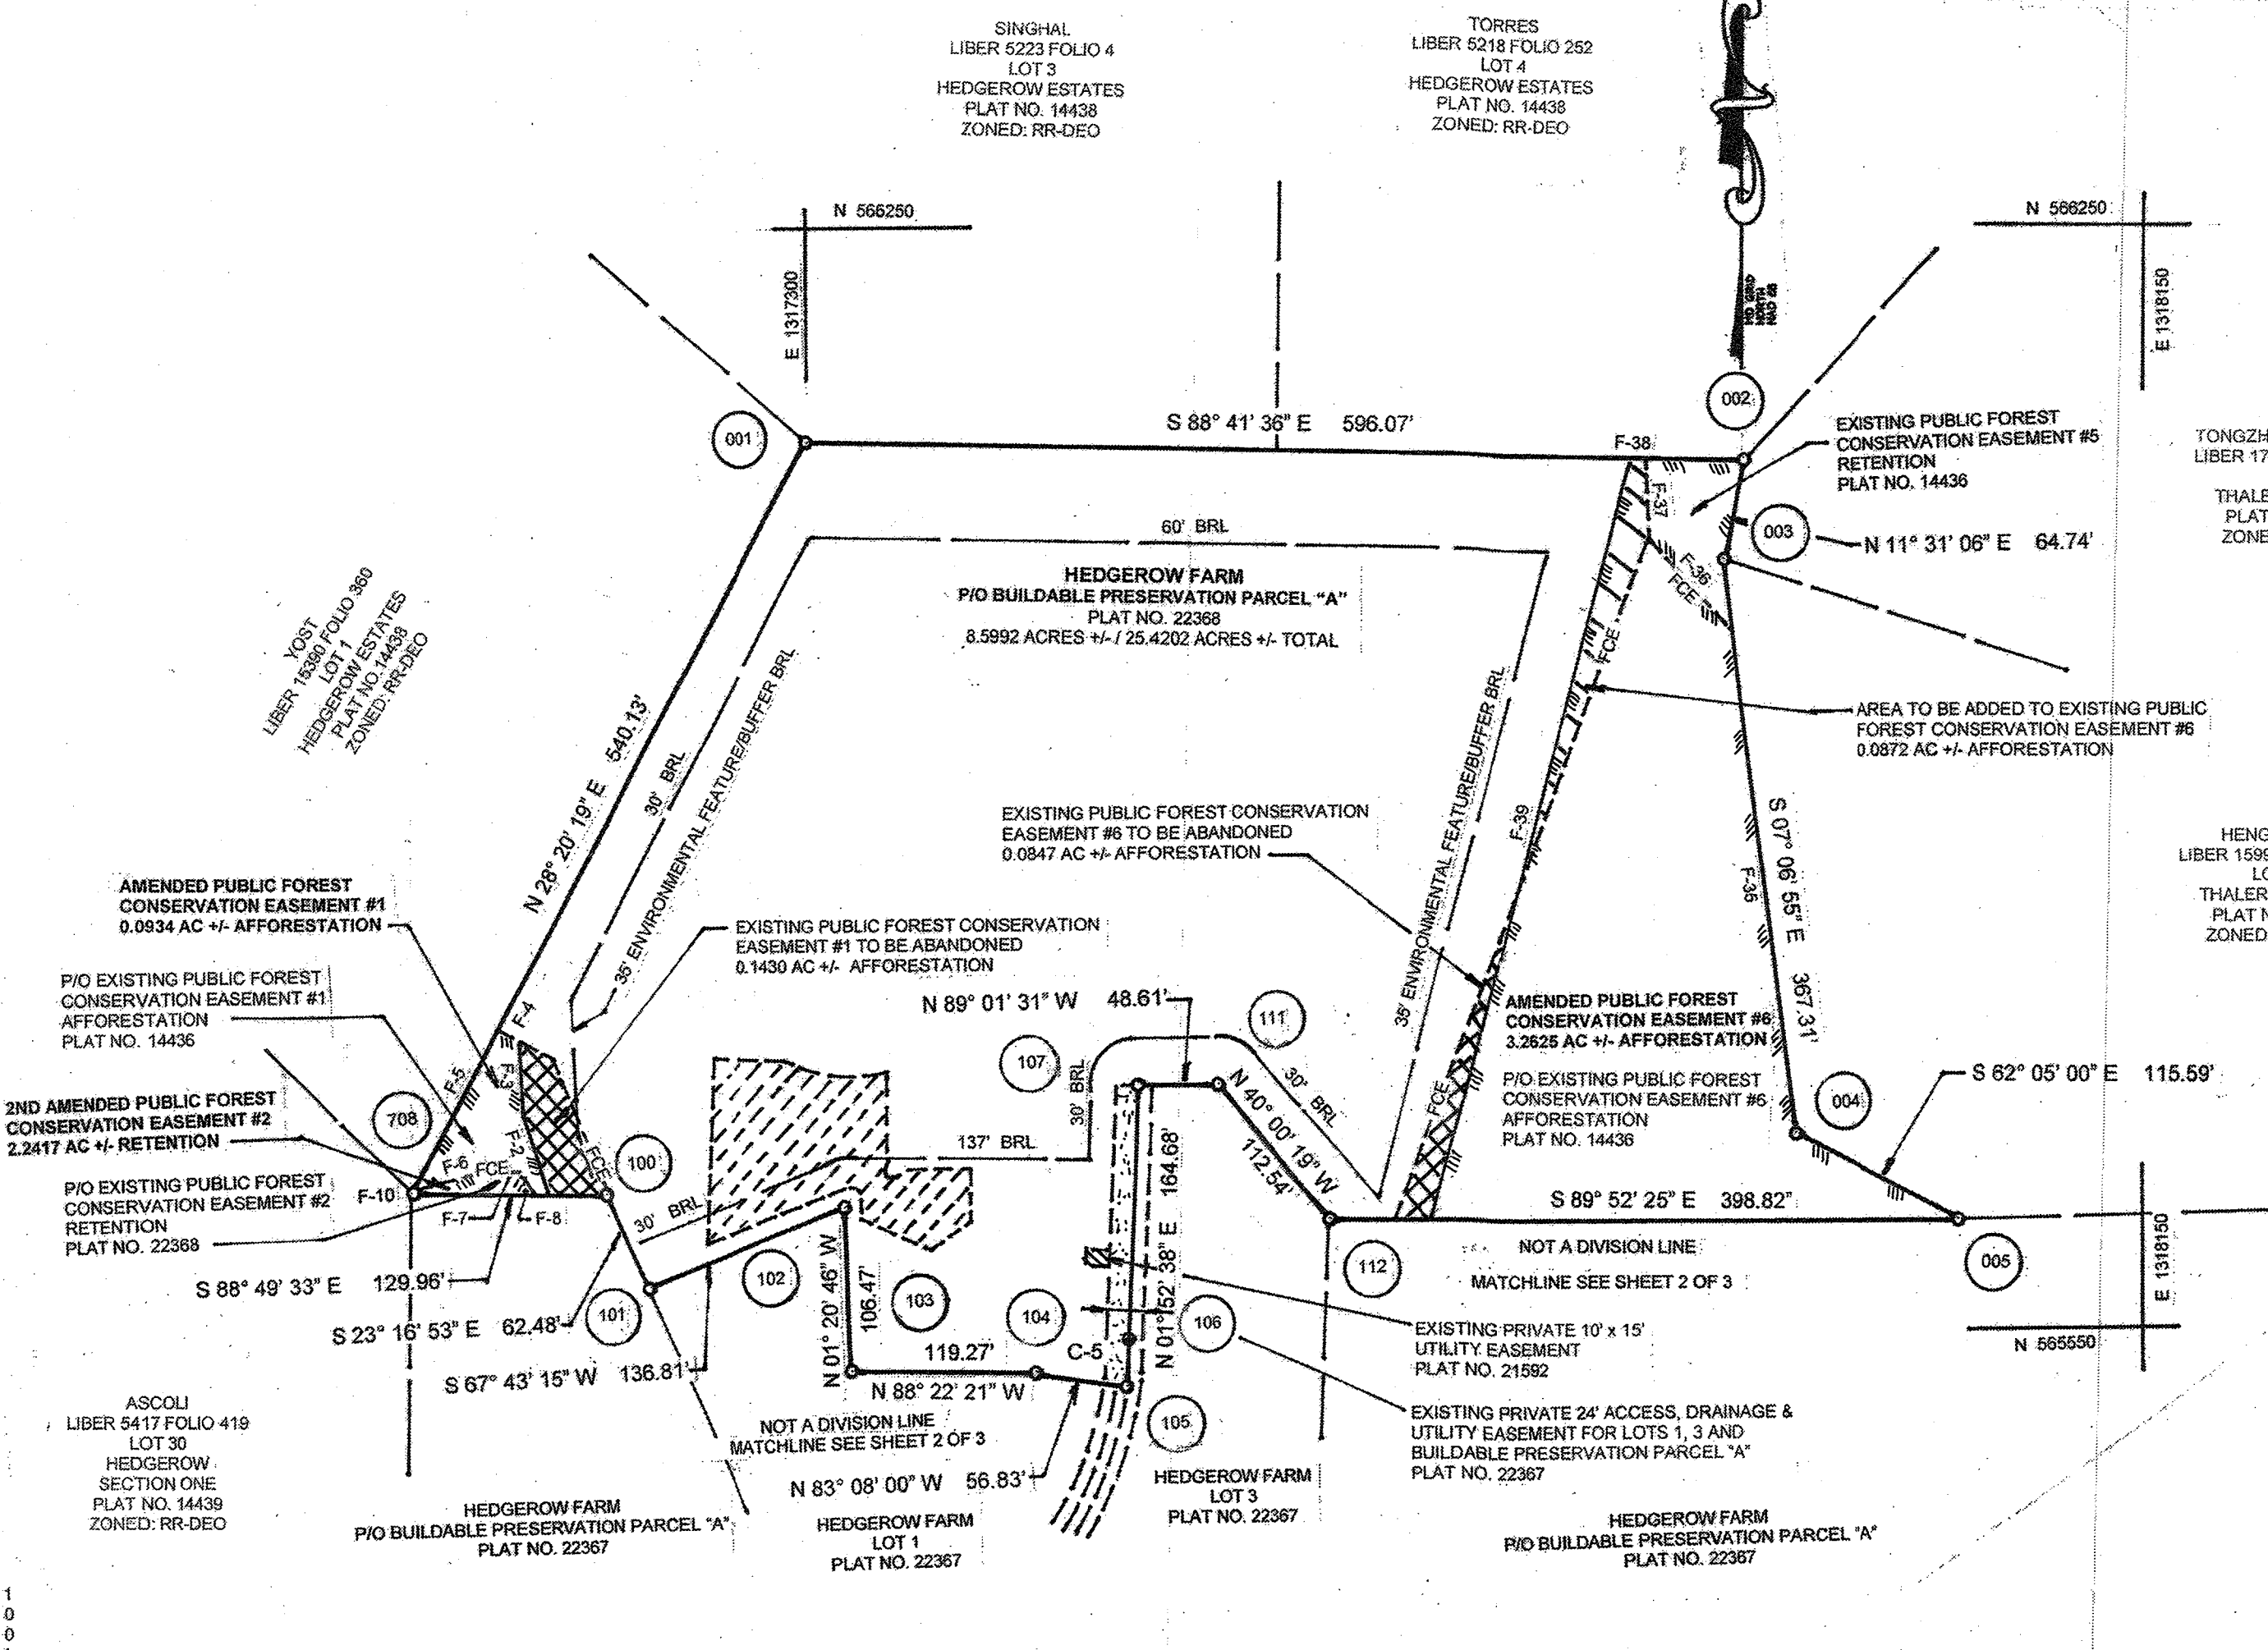 SINGHAL
LIBER 5223 FOLIO 4
LOT 3
HEDGEROW ESTATES
PLAT NO. 14438
ZONED: RR-DEO
TORRES
LIBER 5218 FOLIO 252
LOT 4
HEDGEROW ESTATES
PLAT NO. 14438
ZONED: RR-DEO
N 566250
E 1317300
MD GRID
NORTH
N 566250
E 1318150
001
S 88° 41' 36" E 596.07'
002
F-38
EXISTING PUBLIC FOREST
CONSERVATION EASEMENT #5
RETENTION
PLAT NO. 14436
TONGZH
LIBER 17
THALE
PLAT
ZONE
F-37
003
N 11° 31' 06" E 64.74'
F-36
FCE
60' BRL
HEDGEROW FARM
P/O BUILDABLE PRESERVATION PARCEL "A"
PLAT NO. 22368
8.5992 ACRES +/- / 25.4202 ACRES +/- TOTAL
YOST
LIBER 15390 FOLIO 360
LOT 1
HEDGEROW ESTATES
PLAT NO. 14438
ZONED: RR-DEO
N 28° 20' 19" E 540.13'
30' BRL
35' ENVIRONMENTAL FEATURE/BUFFER BRL
35' ENVIRONMENTAL FEATURE/BUFFER BRL
FCE
AREA TO BE ADDED TO EXISTING PUBLIC
FOREST CONSERVATION EASEMENT #6
0.0872 AC +/- AFFORESTATION
EXISTING PUBLIC FOREST CONSERVATION
EASEMENT #6 TO BE ABANDONED
0.0847 AC +/- AFFORESTATION
F-39
F-35
S 07° 06' 55" E 367.31'
HENG
LIBER 1599
LO
THALER
PLAT N
ZONED
AMENDED PUBLIC FOREST
CONSERVATION EASEMENT #1
0.0934 AC +/- AFFORESTATION
EXISTING PUBLIC FOREST CONSERVATION
EASEMENT #1 TO BE ABANDONED
0.1430 AC +/- AFFORESTATION
P/O EXISTING PUBLIC FOREST
CONSERVATION EASEMENT #1
AFFORESTATION
PLAT NO. 14436
N 89° 01' 31" W 48.61'
111
107
30' BRL
N 40° 00' 19" W
112.54'
30' BRL
FCE
AMENDED PUBLIC FOREST
CONSERVATION EASEMENT #6
3.2625 AC +/- AFFORESTATION
P/O EXISTING PUBLIC FOREST
CONSERVATION EASEMENT #6
AFFORESTATION
PLAT NO. 14436
004
S 62° 05' 00" E 115.59'
F-4
F-5
F-3
F-2
2ND AMENDED PUBLIC FOREST
CONSERVATION EASEMENT #2
2.2417 AC +/- RETENTION
708
F-6
FCE
FCE
100
137' BRL
P/O EXISTING PUBLIC FOREST
CONSERVATION EASEMENT #2
RETENTION
PLAT NO. 22368
F-10
F-7
F-8
30' BRL
S 89° 52' 25" E 398.82"
NOT A DIVISION LINE
MATCHLINE SEE SHEET 2 OF 3
112
005
E 1318150
N 565550
S 88° 49' 33" E 129.96'
S 23° 16' 53" E 62.48'
101
102
S 67° 43' 15" W 136.81'
N 01° 20' 46" W
106.47'
103
104
119.27'
N 88° 22' 21" W
C-5
N 01° 52' 38" E 164.68'
106
EXISTING PRIVATE 10' x 15'
UTILITY EASEMENT
PLAT NO. 21592
105
EXISTING PRIVATE 24' ACCESS, DRAINAGE &
UTILITY EASEMENT FOR LOTS 1, 3 AND
BUILDABLE PRESERVATION PARCEL "A"
PLAT NO. 22367
NOT A DIVISION LINE
MATCHLINE SEE SHEET 2 OF 3
N 83° 08' 00" W 56.83'
ASCOLI
LIBER 5417 FOLIO 419
LOT 30
HEDGEROW
SECTION ONE
PLAT NO. 14439
ZONED: RR-DEO
HEDGEROW FARM
P/O BUILDABLE PRESERVATION PARCEL "A"
PLAT NO. 22367
HEDGEROW FARM
LOT 1
PLAT NO. 22367
HEDGEROW FARM
LOT 3
PLAT NO. 22367
HEDGEROW FARM
P/O BUILDABLE PRESERVATION PARCEL "A"
PLAT NO. 22367
1
0
0